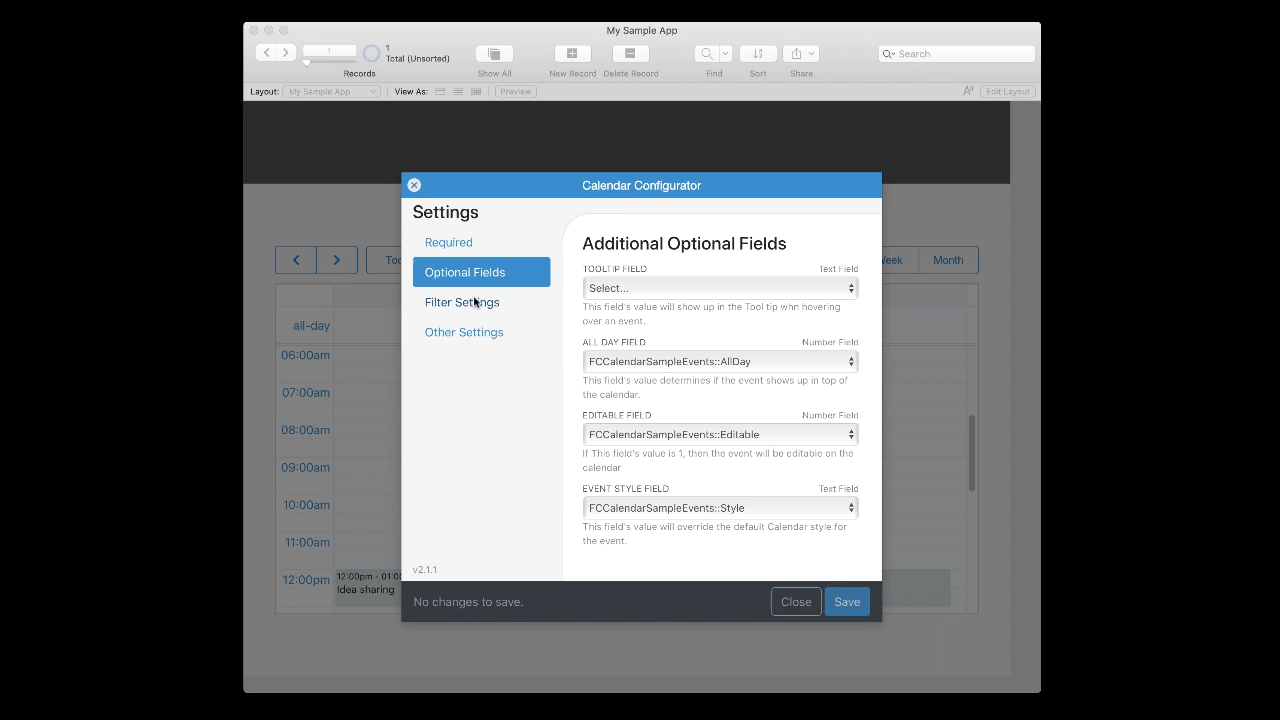 My Sample App
1
1
Total (Unsorted)
Records
Show All
New Record
Delete Record
Find
Sort
Share
Search
Layout:
My Sample App
View As:
Preview
Edit Layout
Calendar Configurator
Settings
Required
Optional Fields
Filter Settings
Other Settings
v2.1.1
Additional Optional Fields
TOOLTIP FIELD Text Field
Select...
This field's value will show up in the Tool tip whn hovering
over an event.
ALL DAY FIELD Number Field
FCCalendarSampleEvents::AllDay
This field's value determines if the event shows up in top of
the calendar.
EDITABLE FIELD Number Field
FCCalendarSampleEvents::Editable
If This field's value is 1, then the event will be editable on the
calendar
EVENT STYLE FIELD Text Field
FCCalendarSampleEvents::Style
This field's value will override the default Calendar style for
the event.
No changes to save.
Close
Save
Month
all-day
06:00am
07:00am
08:00am
09:00am
10:00am
11:00am
12:00pm
12:00pm - 01:00
Idea sharing